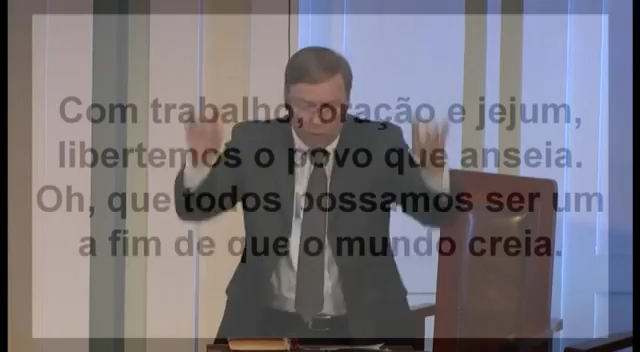 Com trabalho, oração e jejum,
libertemos o povo que anseia.
Oh, que todos possamos ser um
a fim de que o mundo creia.